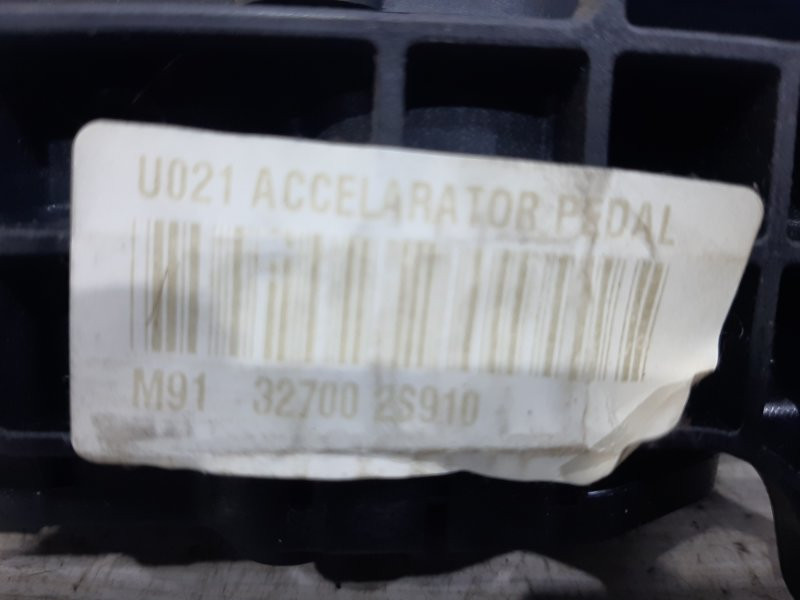 U021 ACCELARATOR PEDAL
M91 32700 2S910